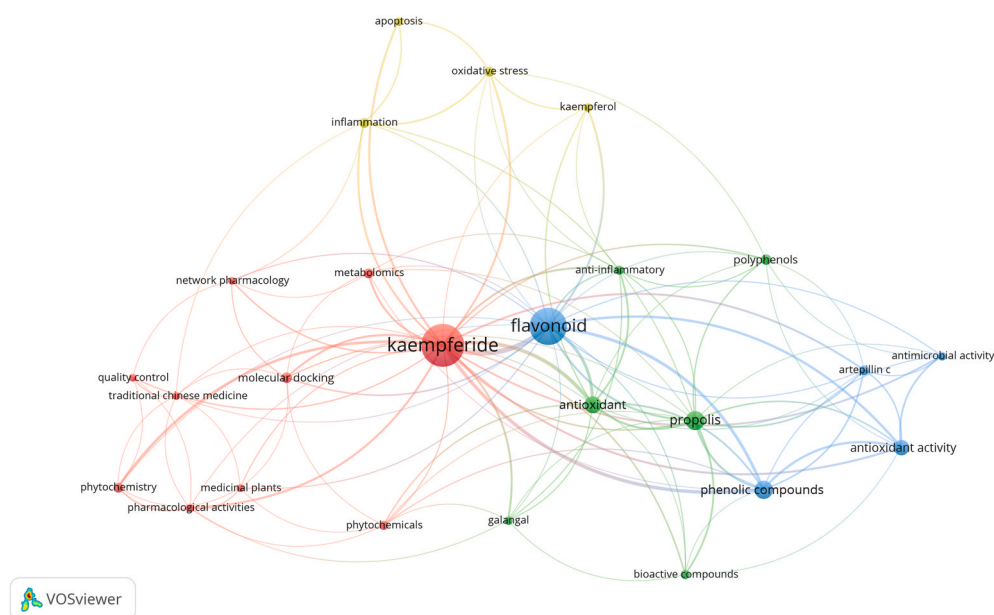 apoptosis
oxidative stress
kaempferol
inflammation
polyphenols
anti-inflammatory
metabolomics
network pharmacology
flavonoid
kaempferide
antimicrobial activity
artepillin c
quality control
molecular docking
traditional chinese medicine
antioxidant
propolis
antioxidant activity
phytochemistry
medicinal plants
phenolic compounds
pharmacological activities
phytochemicals
galangal
bioactive compounds
VOSviewer